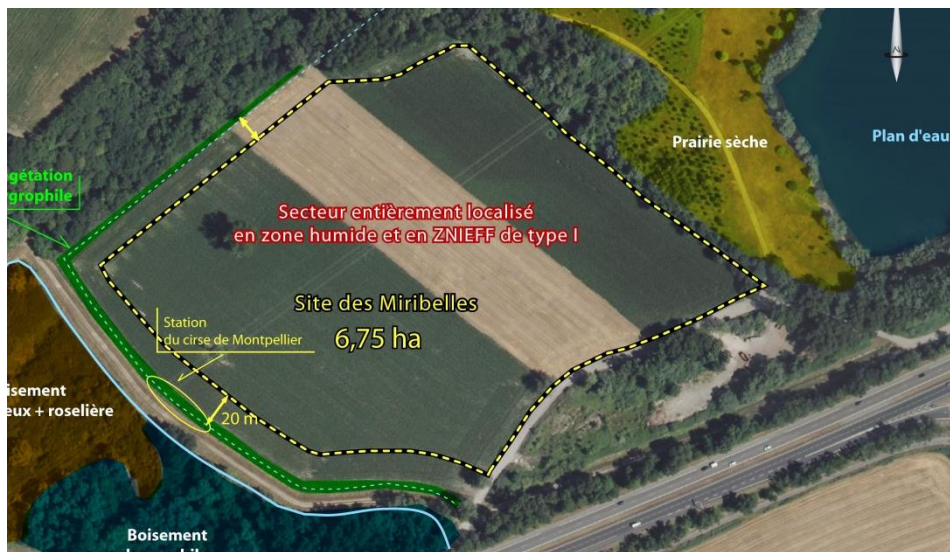 Prairie sèche
Plan d'eau
gétation
grophile
Secteur entièrement localisé
en zone humide et en ZNIEFF de type I
Site des Miribelles
6,75 ha
Station
du cirse de Montpellier
20 m
isement
eux + roselière
Boisement
N